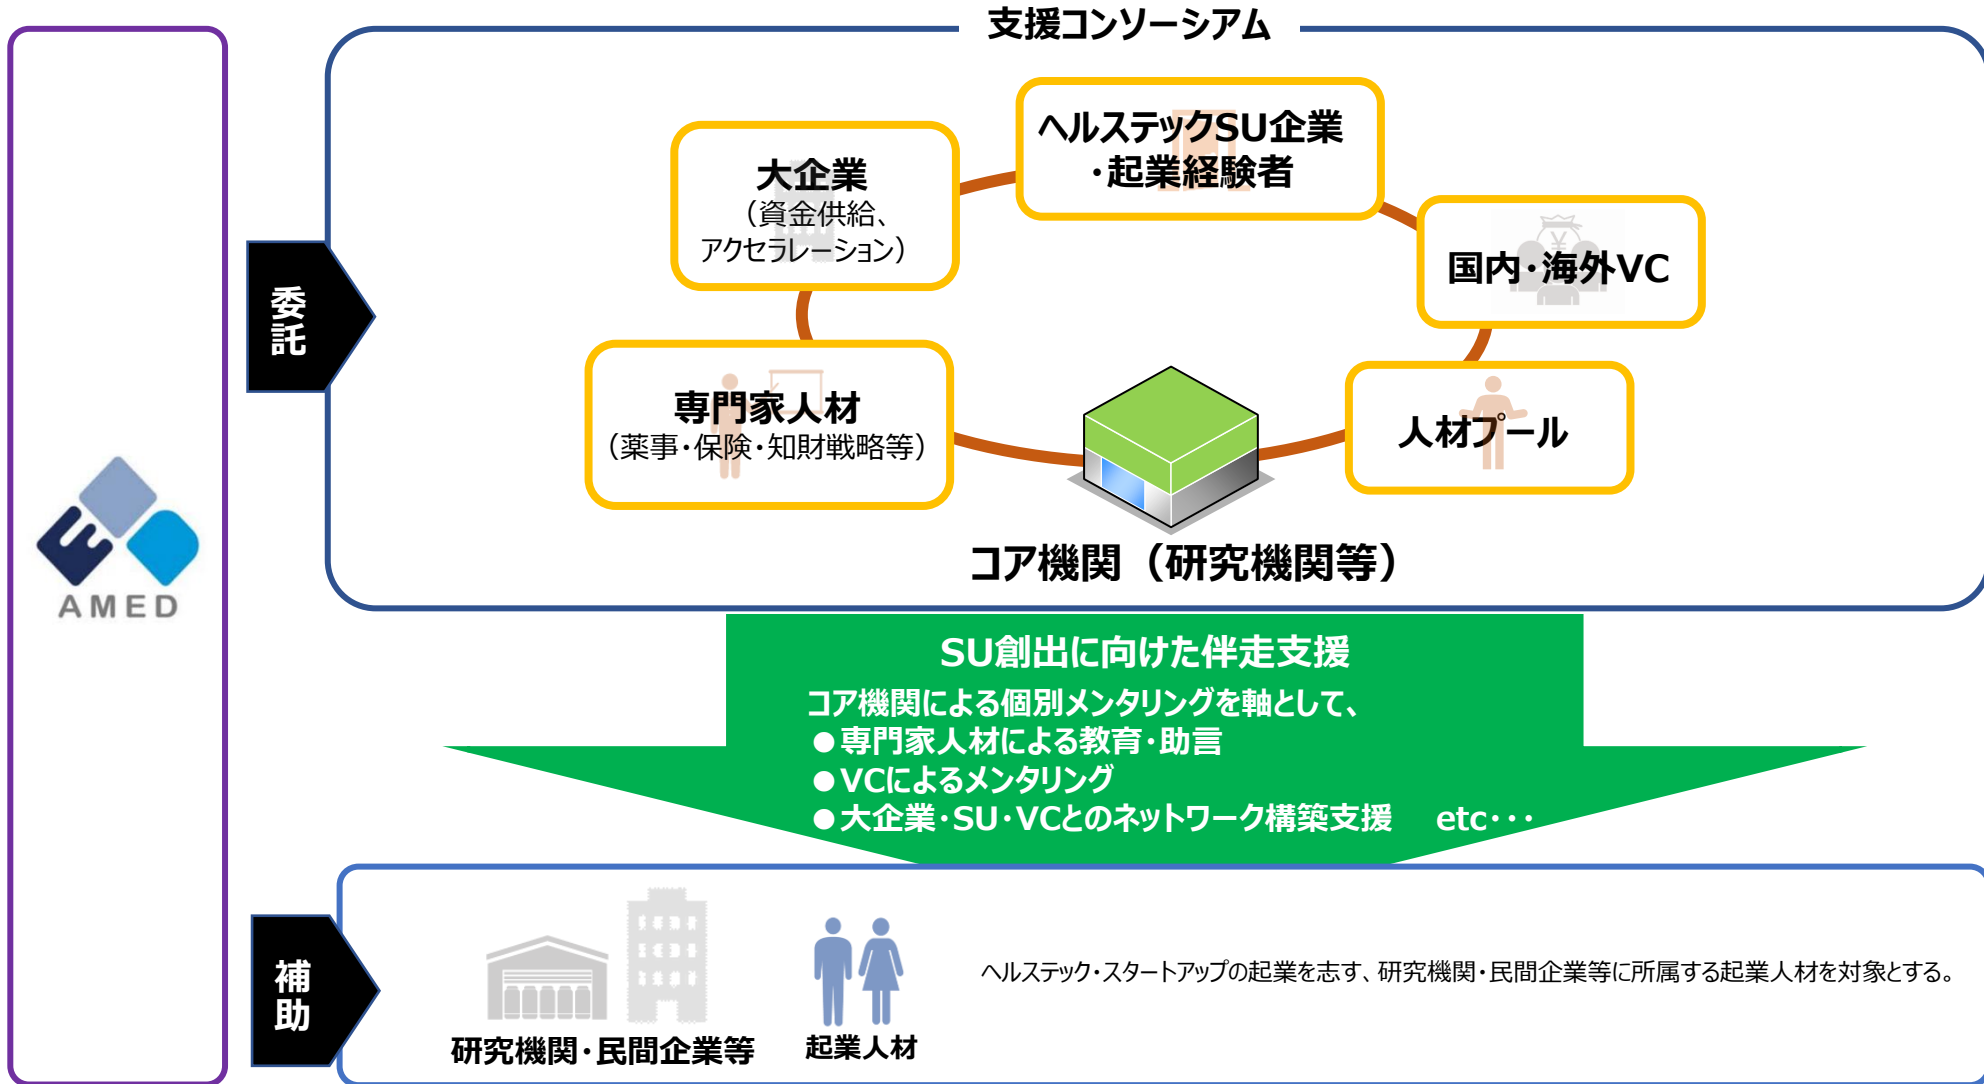 支援コンソーシアム
ヘルステックSU企業
・起業経験者
大企業
（資金供給、
アクセラレーション）
国内・海外VC
委託
専門家人材
（薬事・保険・知財戦略等）
人材プール
コア機関（研究機関等）
AMED
SU創出に向けた伴走支援
コア機関による個別メンタリングを軸として、
●専門家人材による教育・助言
●VCによるメンタリング
●大企業・SU・VCとのネットワーク構築支援　etc・・・
補助
ヘルステック・スタートアップの起業を志す、研究機関・民間企業等に所属する起業人材を対象とする。
研究機関・民間企業等
起業人材